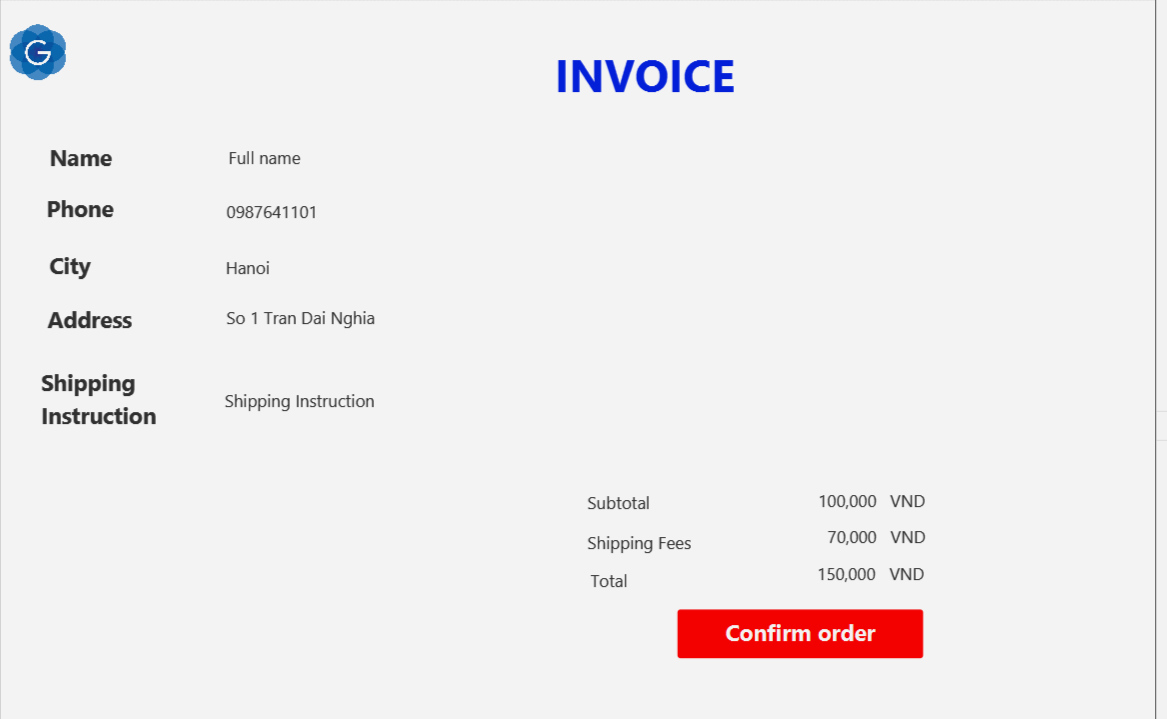 G
INVOICE
Name Full name
Phone 0987641101
City Hanoi
Address So 1 Tran Dai Nghia
Shipping
Instruction
Shipping Instruction
Subtotal 100,000 VND
Shipping Fees 70,000 VND
Total 150,000 VND
Confirm order